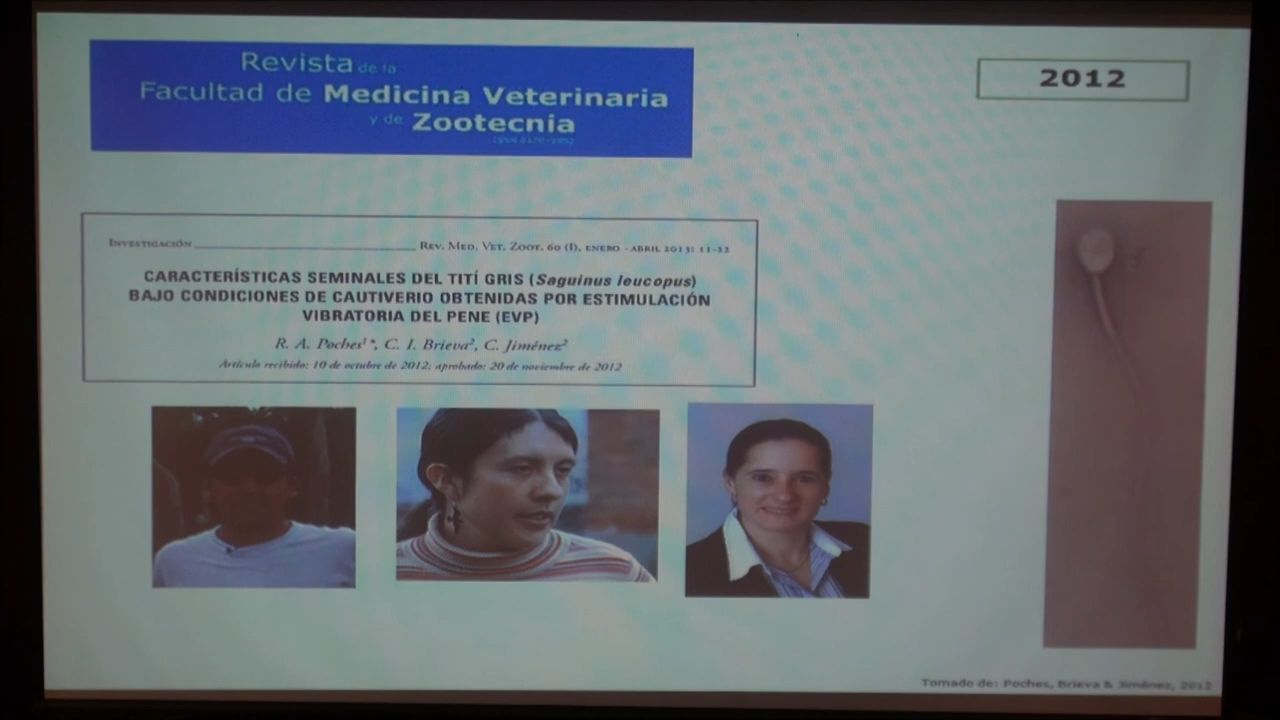 Revista de la
Facultad de Medicina Veterinaria
y de Zootecnia
2012
INVESTIGACIÓN REV. MED. VET. ZOOT. 60 (I), ENERO - ABRIL 2013: 11-22
CARACTERÍSTICAS SEMINALES DEL TITÍ GRIS (Saguinus leucopus)
BAJO CONDICIONES DE CAUTIVERIO OBTENIDAS POR ESTIMULACIÓN
VIBRATORIA DEL PENE (EVP)
R. A. Poches¹*, C. I. Brieva², C. Jiménez²
Artículo recibido: 10 de octubre de 2012; aprobado: 20 de noviembre de 2012
Tomado de: Poches, Brieva & Jiménez, 2012